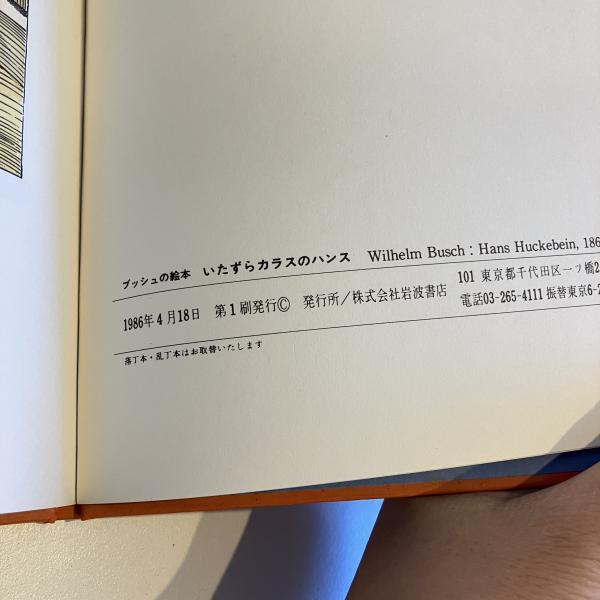 ブッシュの絵本 いたずらカラスのハンス Wilhelm Busch : Hans Huckebein, 186
1986年4月18日 第1刷発行© 発行所／株式会社岩波書店
101 東京都千代田区一ツ橋2
電話03-265-4111 振替東京6-2
落丁本・乱丁本はお取替いたします